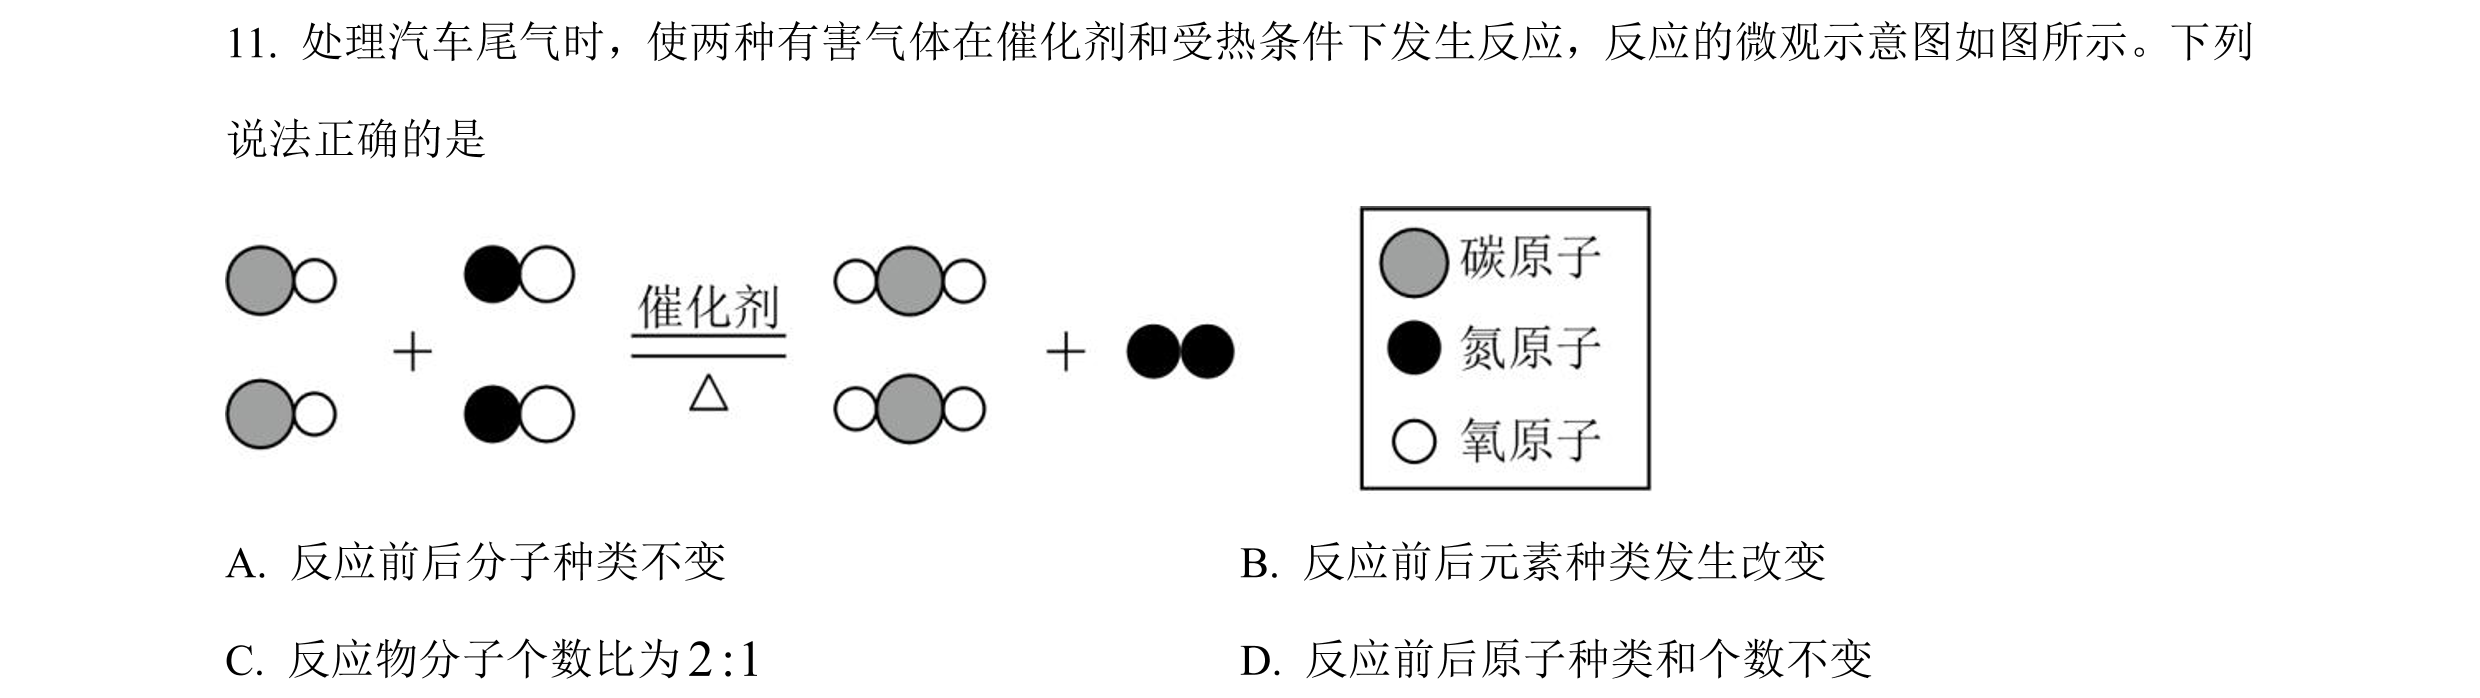 11. 处理汽车尾气时，使两种有害气体在催化剂和受热条件下发生反应，反应的微观示意图如图所示。下列
说法正确的是
+ 催化剂 △ +
碳原子
氮原子
氧原子
A. 反应前后分子种类不变 B. 反应前后元素种类发生改变
C. 反应物分子个数比为2:1 D. 反应前后原子种类和个数不变